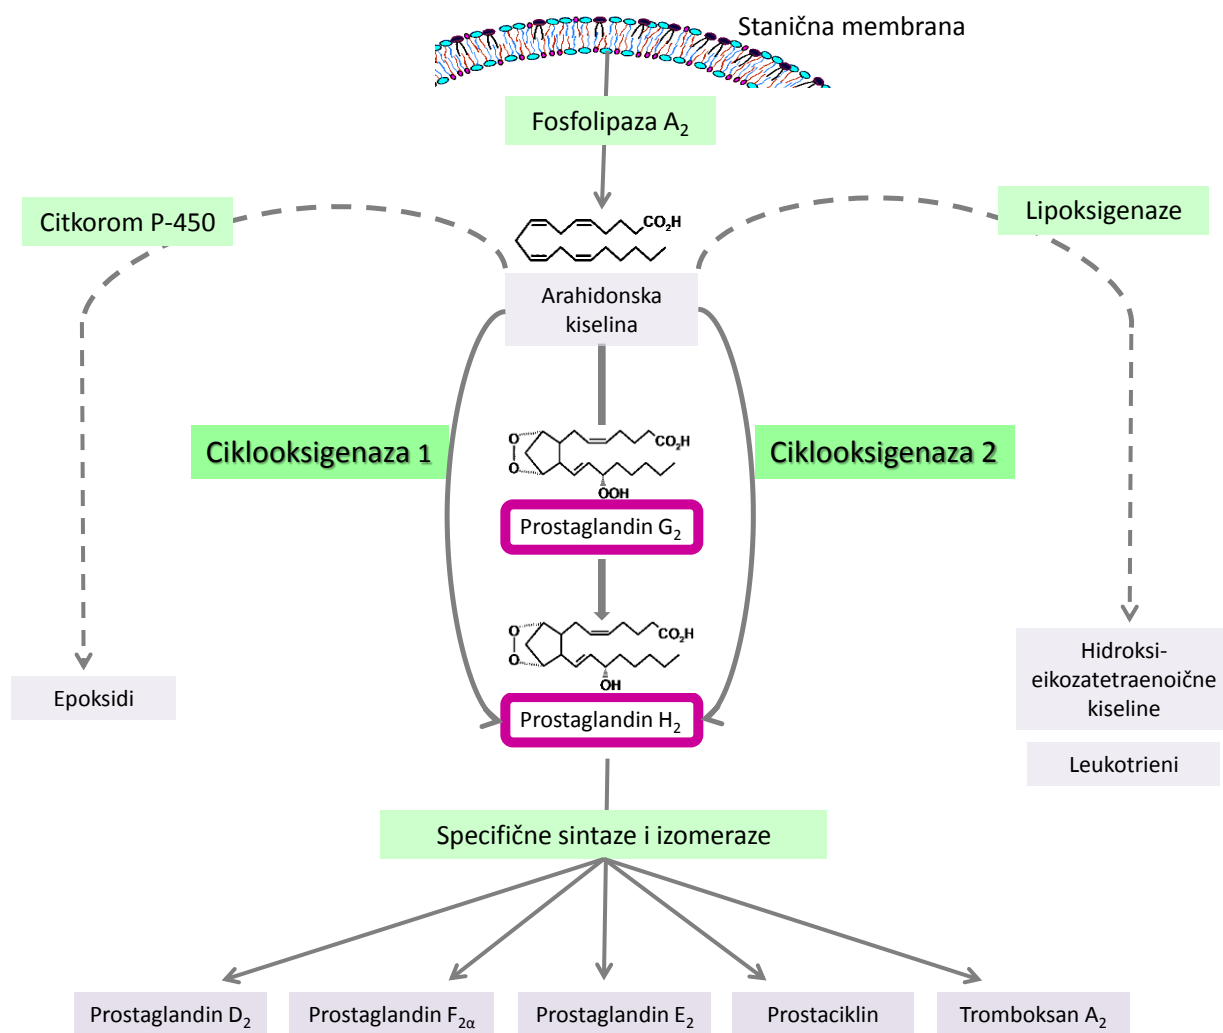 Stanična membrana
Fosfolipaza A₂
Citkorom P-450
Lipoksigenaze
CO₂H
Arahidonska
kiselina
Ciklooksigenaza 1
Ciklooksigenaza 2
O
O
CO₂H
OOH
Prostaglandin G₂
O
O
CO₂H
OH
Prostaglandin H₂
Epoksidi
Hidroksi-
eikozatetraenoične
kiseline
Leukotrieni
Specifične sintaze i izomeraze
Prostaglandin D₂
Prostaglandin F₂α
Prostaglandin E₂
Prostaciklin
Tromboksan A₂